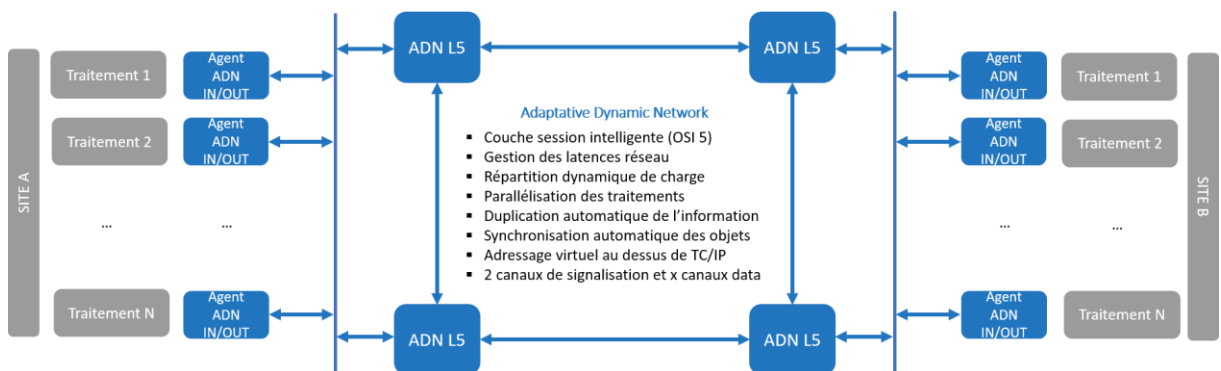 SITE A
Traitement 1
Agent
ADN
IN/OUT
Traitement 2
Agent
ADN
IN/OUT
...
...
Traitement N
Agent
ADN
IN/OUT
ADN L5
ADN L5
Adaptative Dynamic Network
▪ Couche session intelligente (OSI 5)
▪ Gestion des latences réseau
▪ Répartition dynamique de charge
▪ Parallélisation des traitements
▪ Duplication automatique de l’information
▪ Synchronisation automatique des objets
▪ Adressage virtuel au dessus de TC/IP
▪ 2 canaux de signalisation et x canaux data
ADN L5
ADN L5
Agent
ADN
IN/OUT
Traitement 1
Agent
ADN
IN/OUT
Traitement 2
...
...
Agent
ADN
IN/OUT
Traitement N
SITE B